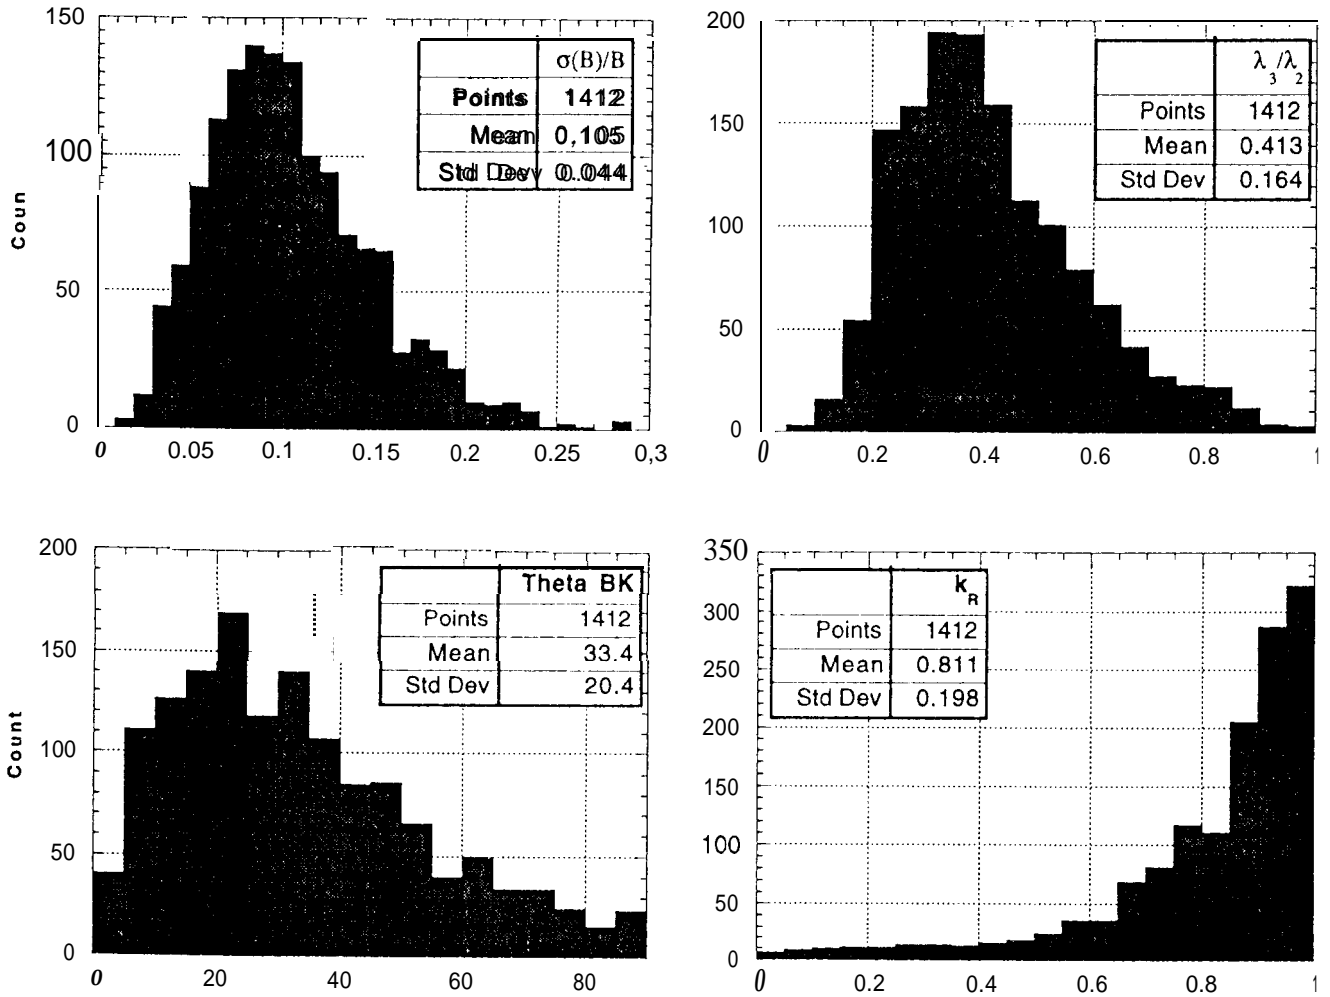 150
100
50
0
Coun
σ(B)/B
Points 1412
Mean 0.105
Std Dev 0.044
0 0.05 0.1 0.15 0.2 0.25 0,3
200
150
100
50
0
λ3/λ2
Points 1412
Mean 0.413
Std Dev 0.164
0 0.2 0.4 0.6 0.8 1
200
150
100
50
0
Count
Theta BK
Points 1412
Mean 33.4
Std Dev 20.4
0 20 40 60 80
350
300
250
200
150
100
50
0
kR
Points 1412
Mean 0.811
Std Dev 0.198
0 0.2 0.4 0.6 0.8 1